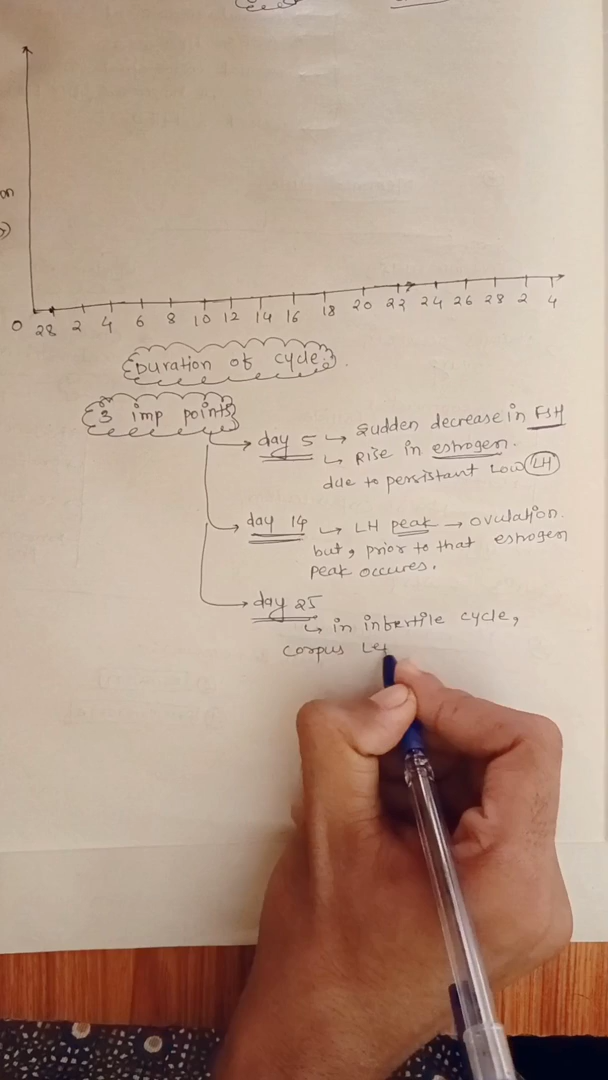 on
0 28 2 4 6 8 10 12 14 16 18 20 22 24 26 28 2 4
Duration of cycle.
3 imp points
day 5 → sudden decrease in FSH
↳ Rise in estrogen.
due to persistant low LH
day 14 → LH peak → ovulation.
but, prior to that estrogen
peak occures.
day 25
↳ in infertile cycle,
corpus